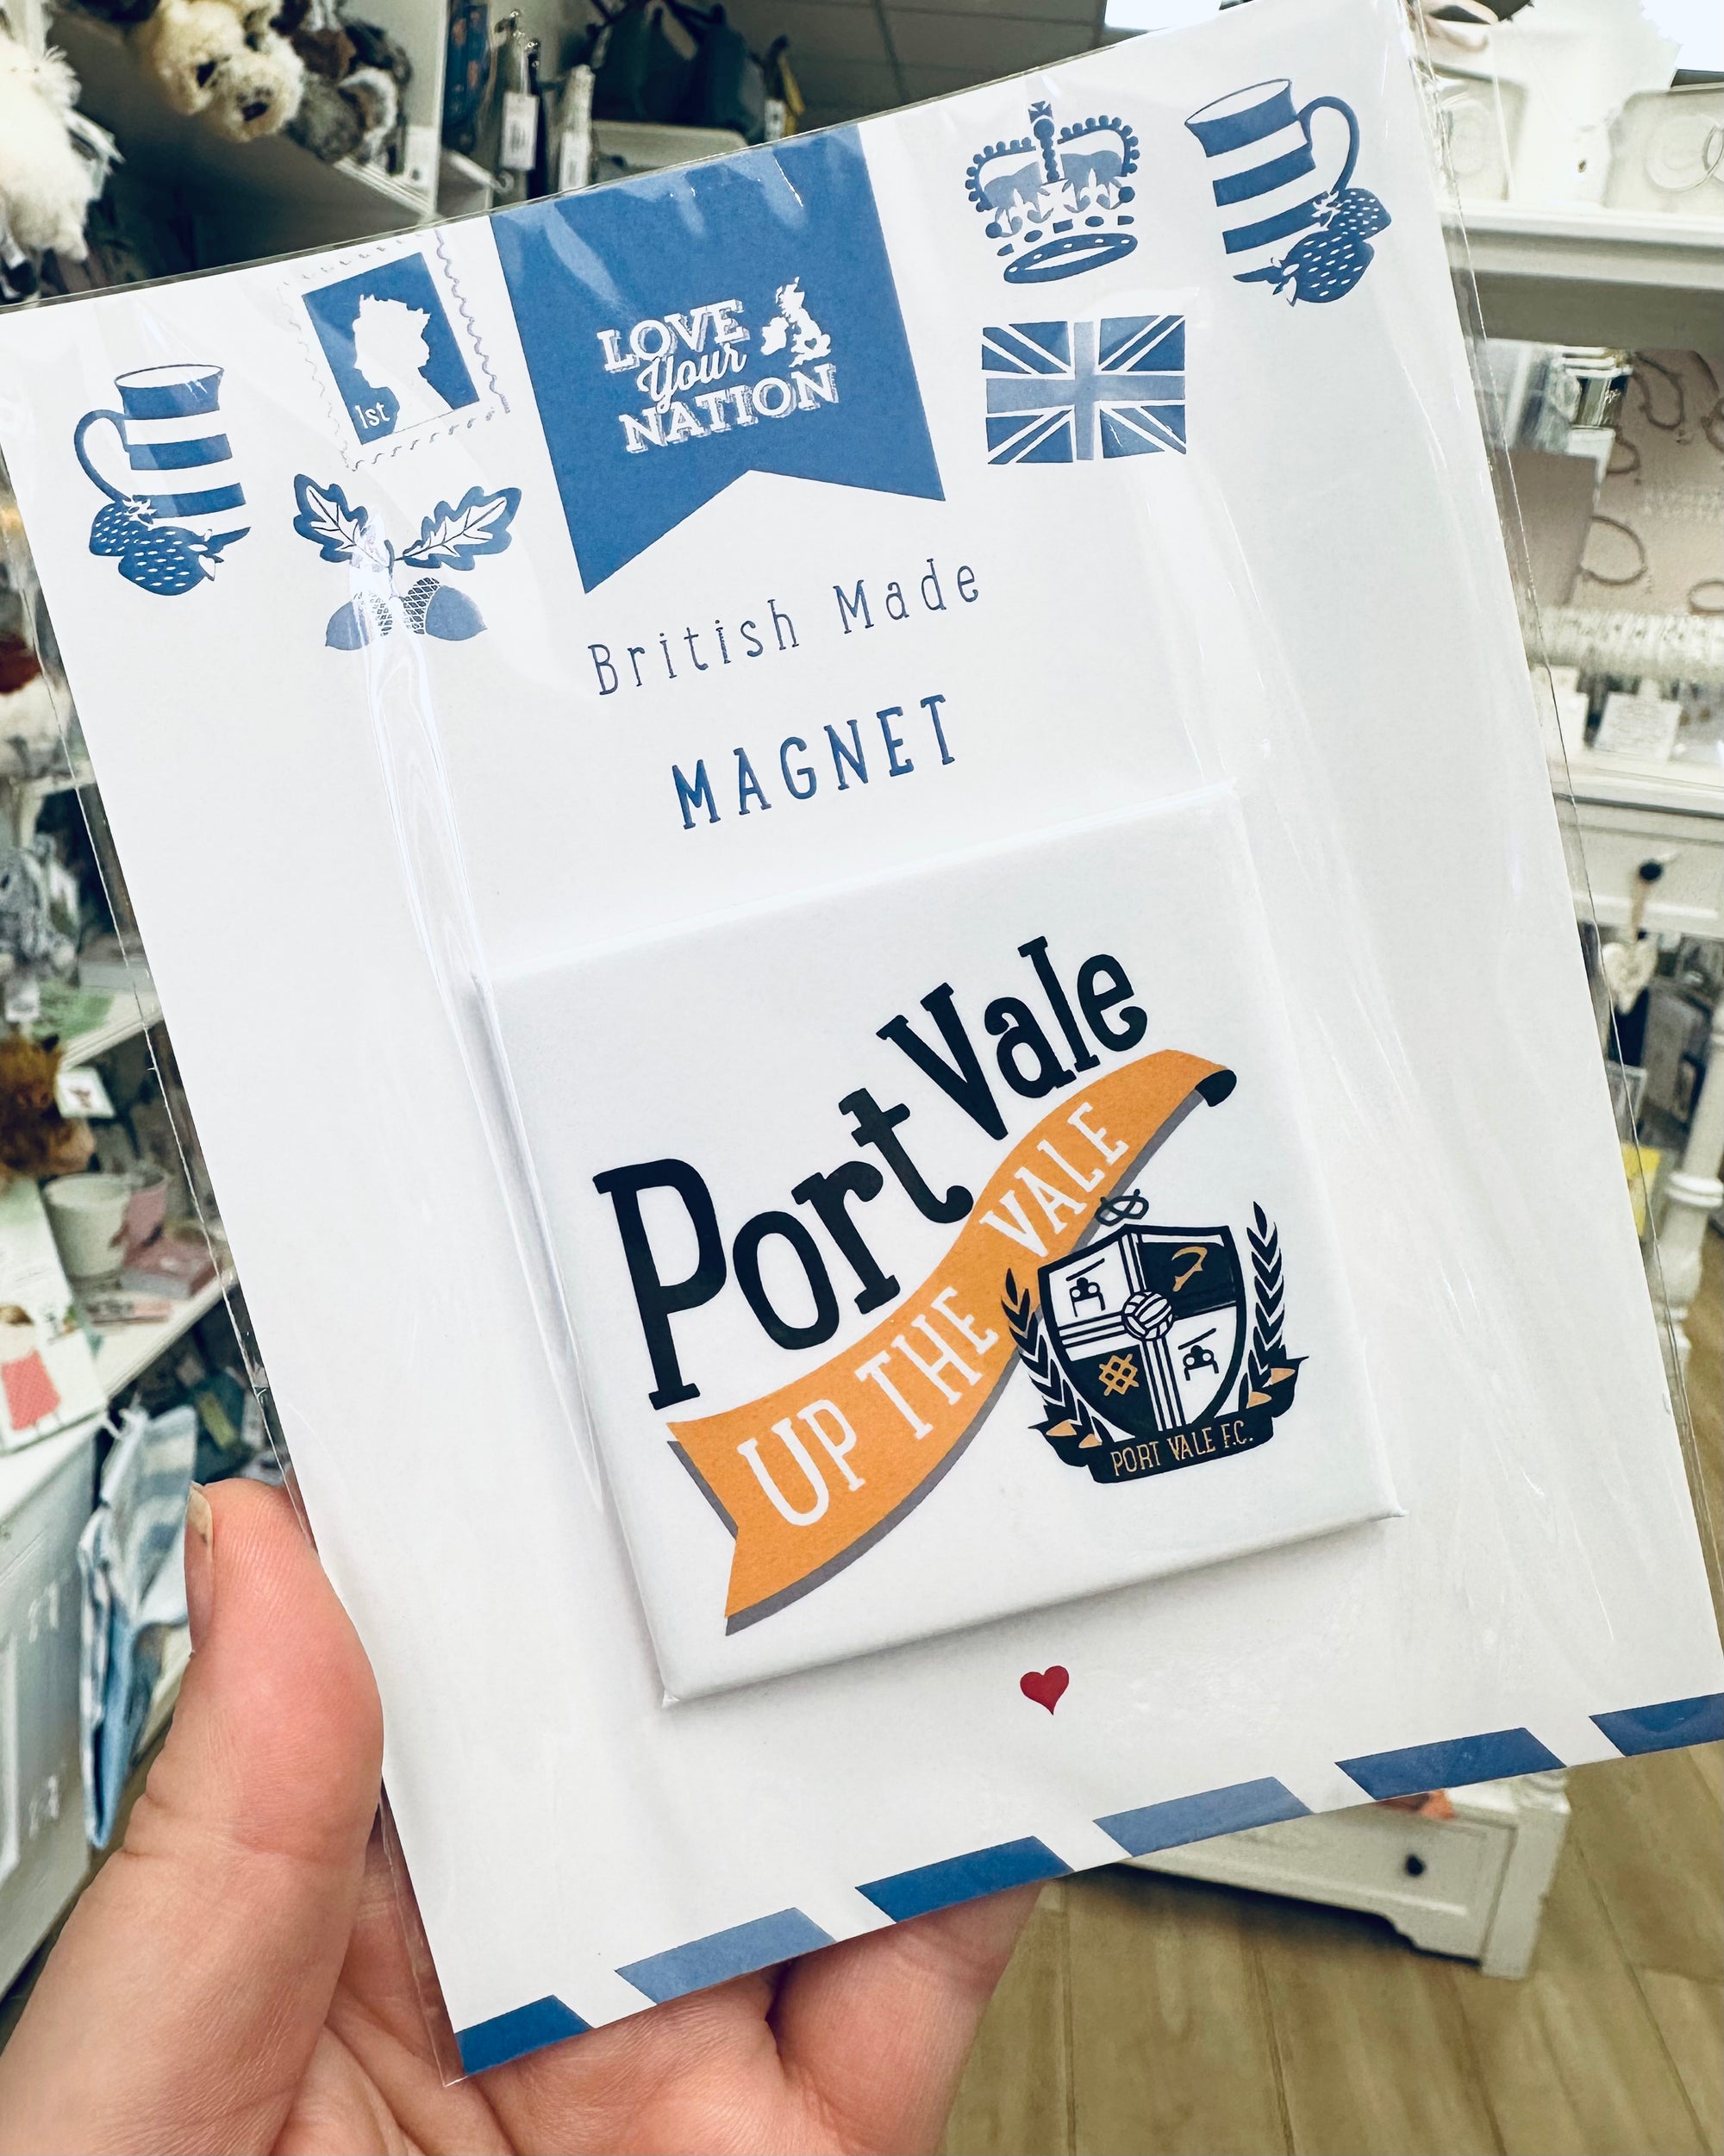 1st
LOVE
Your
NATION
British Made
MAGNET
Port Vale
UP THE VALE
PORT VALE F.C.